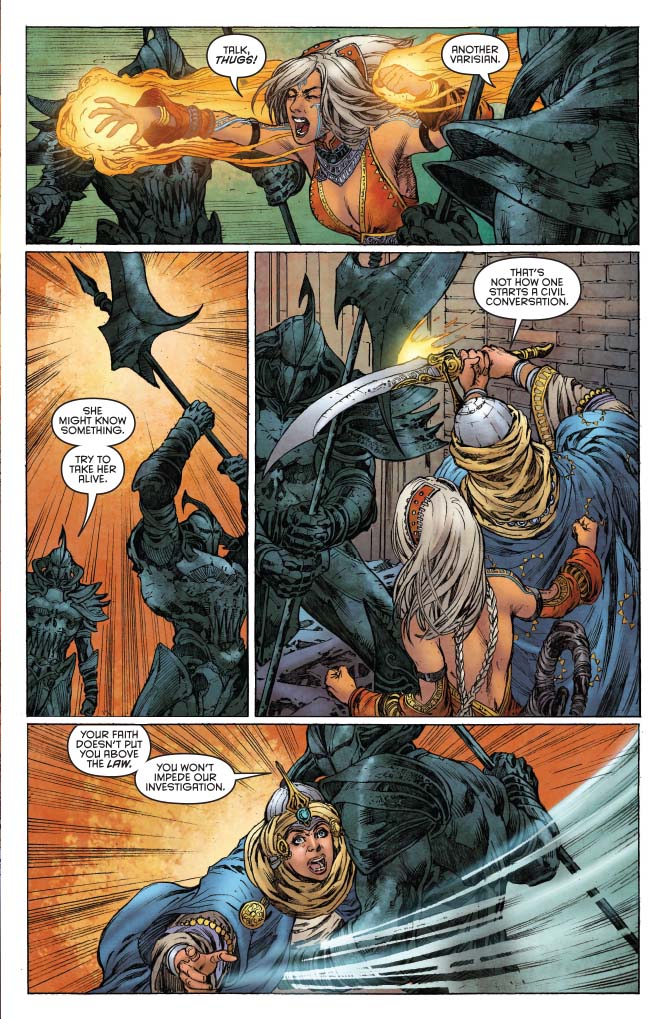 TALK,
THUGS!
ANOTHER
VARISIAN.
SHE
MIGHT KNOW
SOMETHING.
TRY TO
TAKE HER
ALIVE.
THAT'S
NOT HOW ONE
STARTS A CIVIL
CONVERSATION.
YOUR FAITH
DOESN'T PUT
YOU ABOVE
THE LAW.
YOU WON'T
IMPEDE OUR
INVESTIGATION.